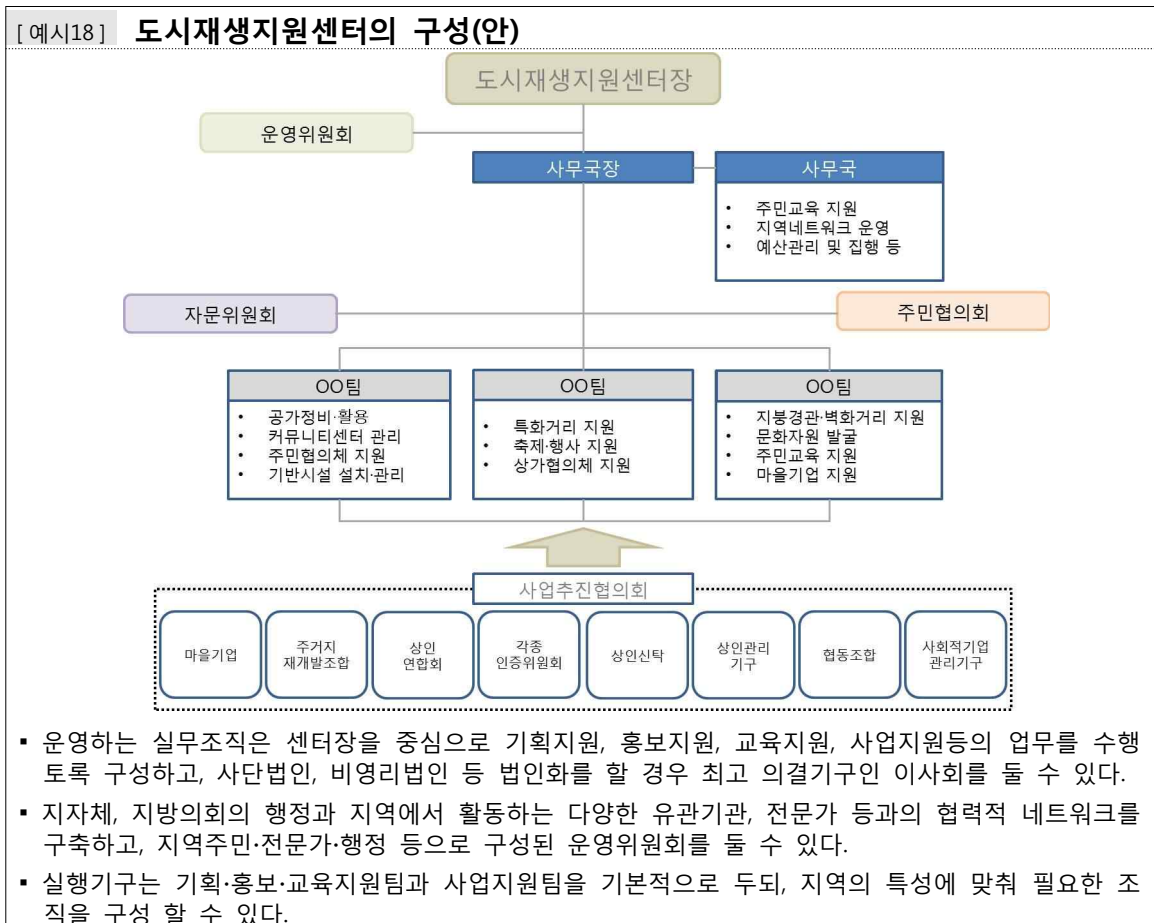 [ 예시18 ] 도시재생지원센터의 구성(안)
도시재생지원센터장
운영위원회
사무국장
사무국
• 주민교육 지원
• 지역네트워크 운영
• 예산관리 및 집행 등
자문위원회
주민협의회
OO팀
• 공가정비·활용
• 커뮤니티센터 관리
• 주민협의체 지원
• 기반시설 설치·관리
OO팀
• 특화거리 지원
• 축제·행사 지원
• 상가협의체 지원
OO팀
• 지붕경관·벽화거리 지원
• 문화자원 발굴
• 주민교육 지원
• 마을기업 지원
사업추진협의회
마을기업
주거지
재개발조합
상인
연합회
각종
인증위원회
상인신탁
상인관리
기구
협동조합
사회적기업
관리기구
▪ 운영하는 실무조직은 센터장을 중심으로 기획지원, 홍보지원, 교육지원, 사업지원등의 업무를 수행
토록 구성하고, 사단법인, 비영리법인 등 법인화를 할 경우 최고 의결기구인 이사회를 둘 수 있다.
▪ 지자체, 지방의회의 행정과 지역에서 활동하는 다양한 유관기관, 전문가 등과의 협력적 네트워크를
구축하고, 지역주민·전문가·행정 등으로 구성된 운영위원회를 둘 수 있다.
▪ 실행기구는 기획·홍보·교육지원팀과 사업지원팀을 기본적으로 두되, 지역의 특성에 맞춰 필요한 조
직을 구성 할 수 있다.